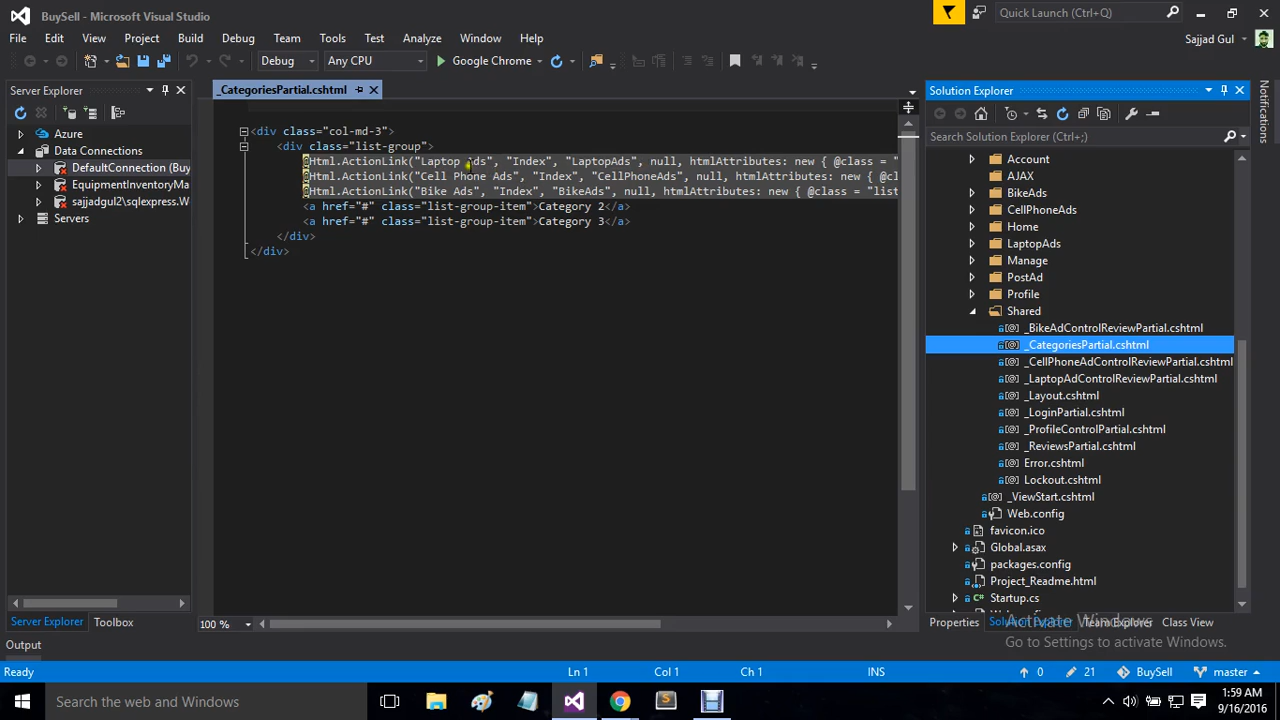 BuySell - Microsoft Visual Studio
Quick Launch (Ctrl+Q)
File Edit View Project Build Debug Team Tools Test Analyze Window Help
Sajjad Gul
Debug Any CPU Google Chrome
Server Explorer
Azure
Data Connections
DefaultConnection (Buy
EquipmentInventoryMa
sajjadgul2\sqlexpress.W
Servers
_CategoriesPartial.cshtml
<div class="col-md-3">
<div class="list-group">
@Html.ActionLink("Laptop Ads", "Index", "LaptopAds", null, htmlAttributes: new { @class = "
@Html.ActionLink("Cell Phone Ads", "Index", "CellPhoneAds", null, htmlAttributes: new { @cl
@Html.ActionLink("Bike Ads", "Index", "BikeAds", null, htmlAttributes: new { @class = "list
<a href="#" class="list-group-item">Category 2</a>
<a href="#" class="list-group-item">Category 3</a>
</div>
</div>
Solution Explorer
Search Solution Explorer (Ctrl+;)
Account
AJAX
BikeAds
CellPhoneAds
Home
LaptopAds
Manage
PostAd
Profile
Shared
_BikeAdControlReviewPartial.cshtml
_CategoriesPartial.cshtml
_CellPhoneAdControlReviewPartial.cshtml
_LaptopAdControlReviewPartial.cshtml
_Layout.cshtml
_LoginPartial.cshtml
_ProfileControlPartial.cshtml
_ReviewsPartial.cshtml
Error.cshtml
Lockout.cshtml
_ViewStart.cshtml
Web.config
favicon.ico
Global.asax
packages.config
Project_Readme.html
Startup.cs
Notifications
Server Explorer Toolbox
100 %
Properties Solution Explorer Team Explorer Class View
Activate Windows
Go to Settings to activate Windows.
Output
Ready Ln 1 Col 1 Ch 1 INS 0 21 BuySell master
Search the web and Windows
1:59 AM
9/16/2016